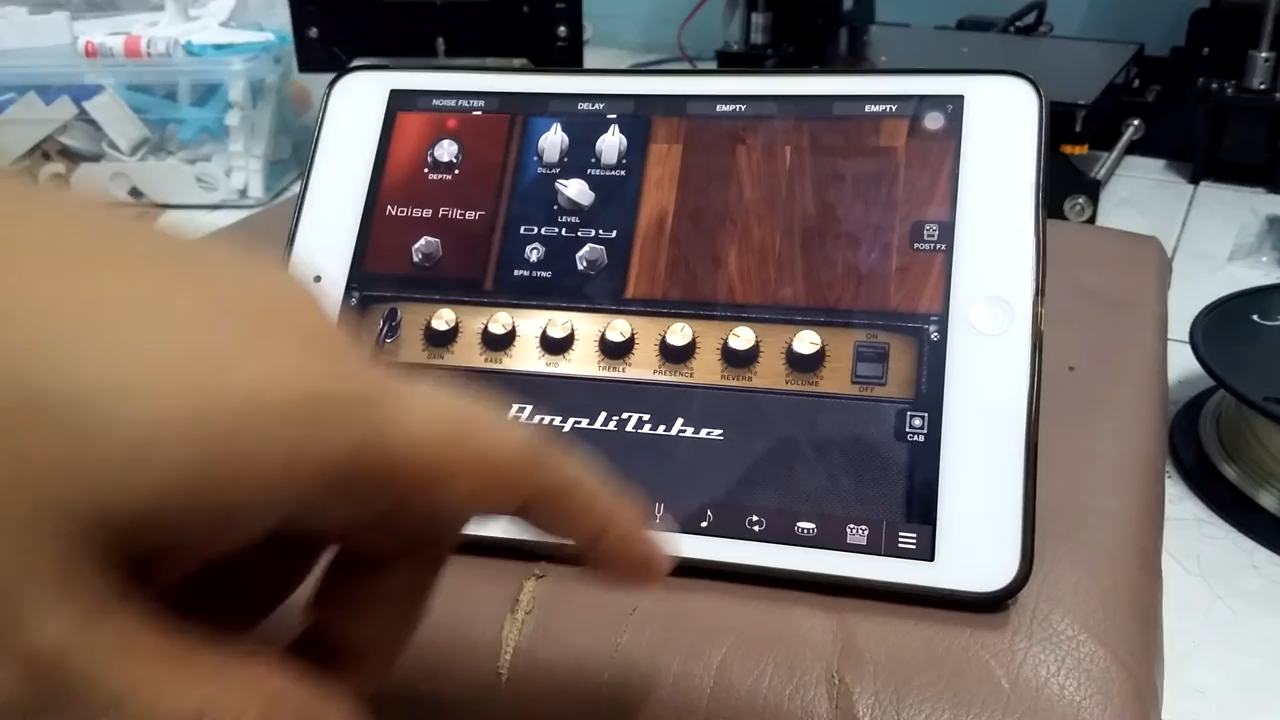 NOISE FILTER
DELAY
EMPTY
EMPTY
?
DEPTH
Noise Filter
DELAY
FEEDBACK
LEVEL
DELAY
BPM SYNC
POST FX
GAIN
BASS
MID
TREBLE
PRESENCE
REVERB
VOLUME
ON
OFF
AmpliTube
CAB